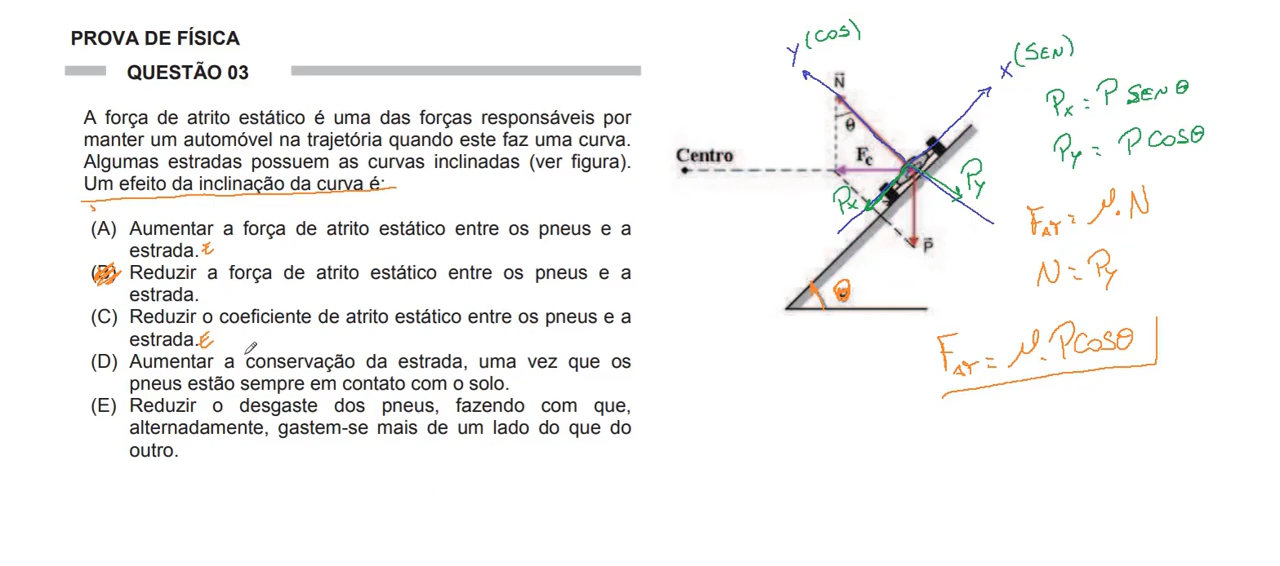 PROVA DE FÍSICA
QUESTÃO 03
A força de atrito estático é uma das forças responsáveis por
manter um automóvel na trajetória quando este faz uma curva.
Algumas estradas possuem as curvas inclinadas (ver figura).
Um efeito da inclinação da curva é:
(A) Aumentar a força de atrito estático entre os pneus e a
estrada. E
Reduzir a força de atrito estático entre os pneus e a
estrada.
(C) Reduzir o coeficiente de atrito estático entre os pneus e a
estrada. E
(D) Aumentar a conservação da estrada, uma vez que os
pneus estão sempre em contato com o solo.
(E) Reduzir o desgaste dos pneus, fazendo com que,
alternadamente, gastem-se mais de um lado do que do
outro.
Y (COS)
X (SEN)
N
θ
Centro
Fc
Px
Py
P
θ
Px = P SEN θ
Py = P COSθ
FAT = μ.N
N = Py
FAT = μ. PCOSθ